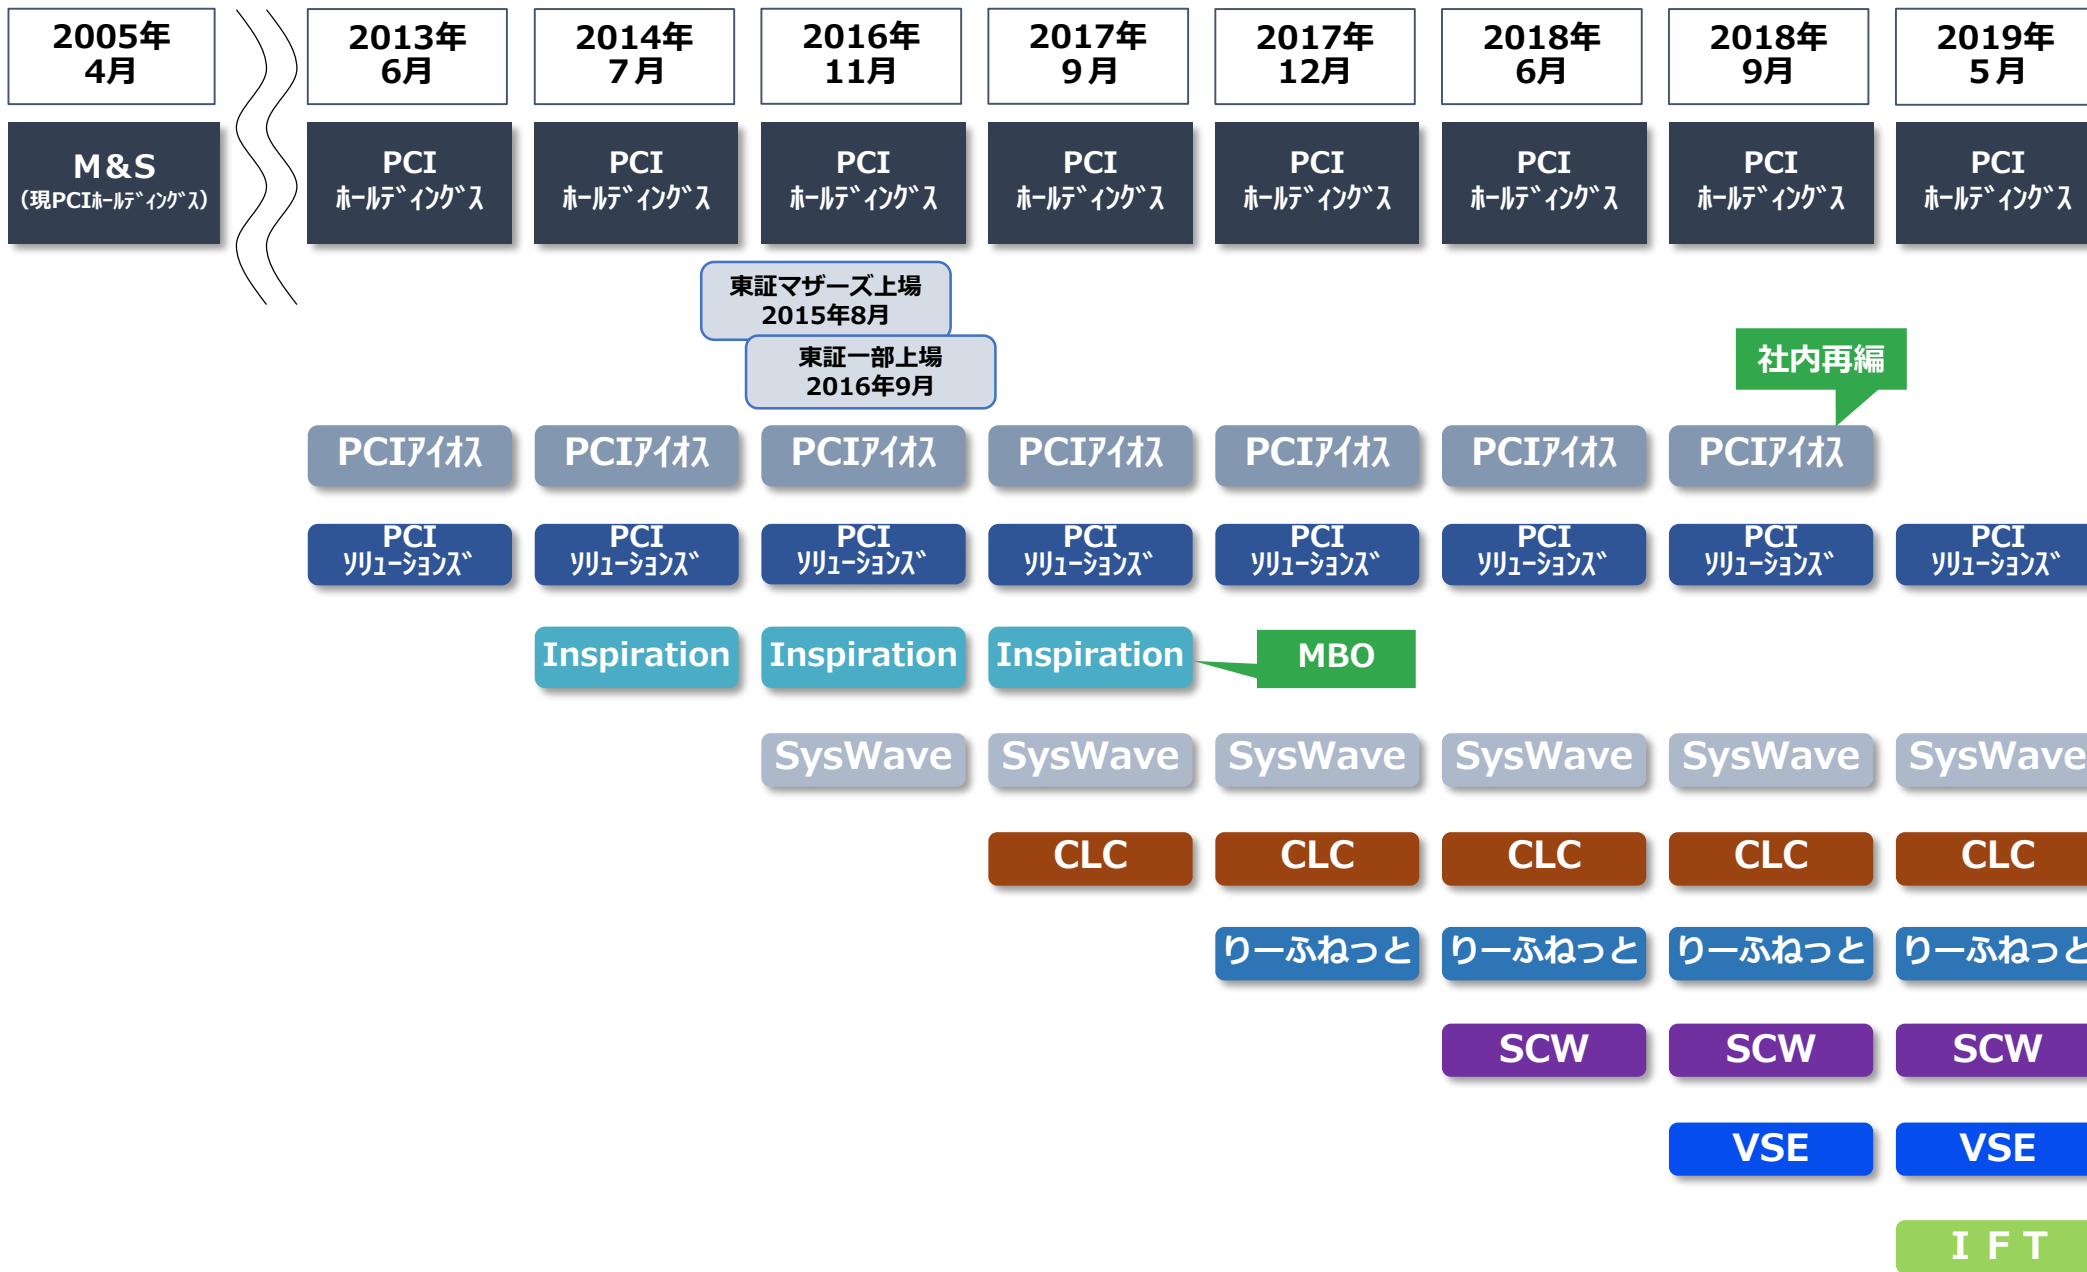 2005年
4月
2013年
6月
2014年
７月
2016年
11月
2017年
９月
2017年
12月
2018年
6月
2018年
9月
2019年
５月
M&S
（現PCIﾎｰﾙﾃﾞｨﾝｸﾞｽ）
PCI
ﾎｰﾙﾃﾞｨﾝｸﾞｽ
PCI
ﾎｰﾙﾃﾞｨﾝｸﾞｽ
PCI
ﾎｰﾙﾃﾞｨﾝｸﾞｽ
PCI
ﾎｰﾙﾃﾞｨﾝｸﾞｽ
PCI
ﾎｰﾙﾃﾞｨﾝｸﾞｽ
PCI
ﾎｰﾙﾃﾞｨﾝｸﾞｽ
PCI
ﾎｰﾙﾃﾞｨﾝｸﾞｽ
PCI
ﾎｰﾙﾃﾞｨﾝｸﾞｽ
東証マザーズ上場
2015年8月
東証一部上場
2016年9月
社内再編
PCIｱｲｵｽ
PCIｱｲｵｽ
PCIｱｲｵｽ
PCIｱｲｵｽ
PCIｱｲｵｽ
PCIｱｲｵｽ
PCIｱｲｵｽ
PCI
ｿﾘｭｰｼｮﾝｽﾞ
PCI
ｿﾘｭｰｼｮﾝｽﾞ
PCI
ｿﾘｭｰｼｮﾝｽﾞ
PCI
ｿﾘｭｰｼｮﾝｽﾞ
PCI
ｿﾘｭｰｼｮﾝｽﾞ
PCI
ｿﾘｭｰｼｮﾝｽﾞ
PCI
ｿﾘｭｰｼｮﾝｽﾞ
PCI
ｿﾘｭｰｼｮﾝｽﾞ
Inspiration
Inspiration
Inspiration
MBO
SysWave
SysWave
SysWave
SysWave
SysWave
SysWave
CLC
CLC
CLC
CLC
CLC
りーふねっと
りーふねっと
りーふねっと
りーふねっと
SCW
SCW
SCW
VSE
VSE
ＩＦＴ